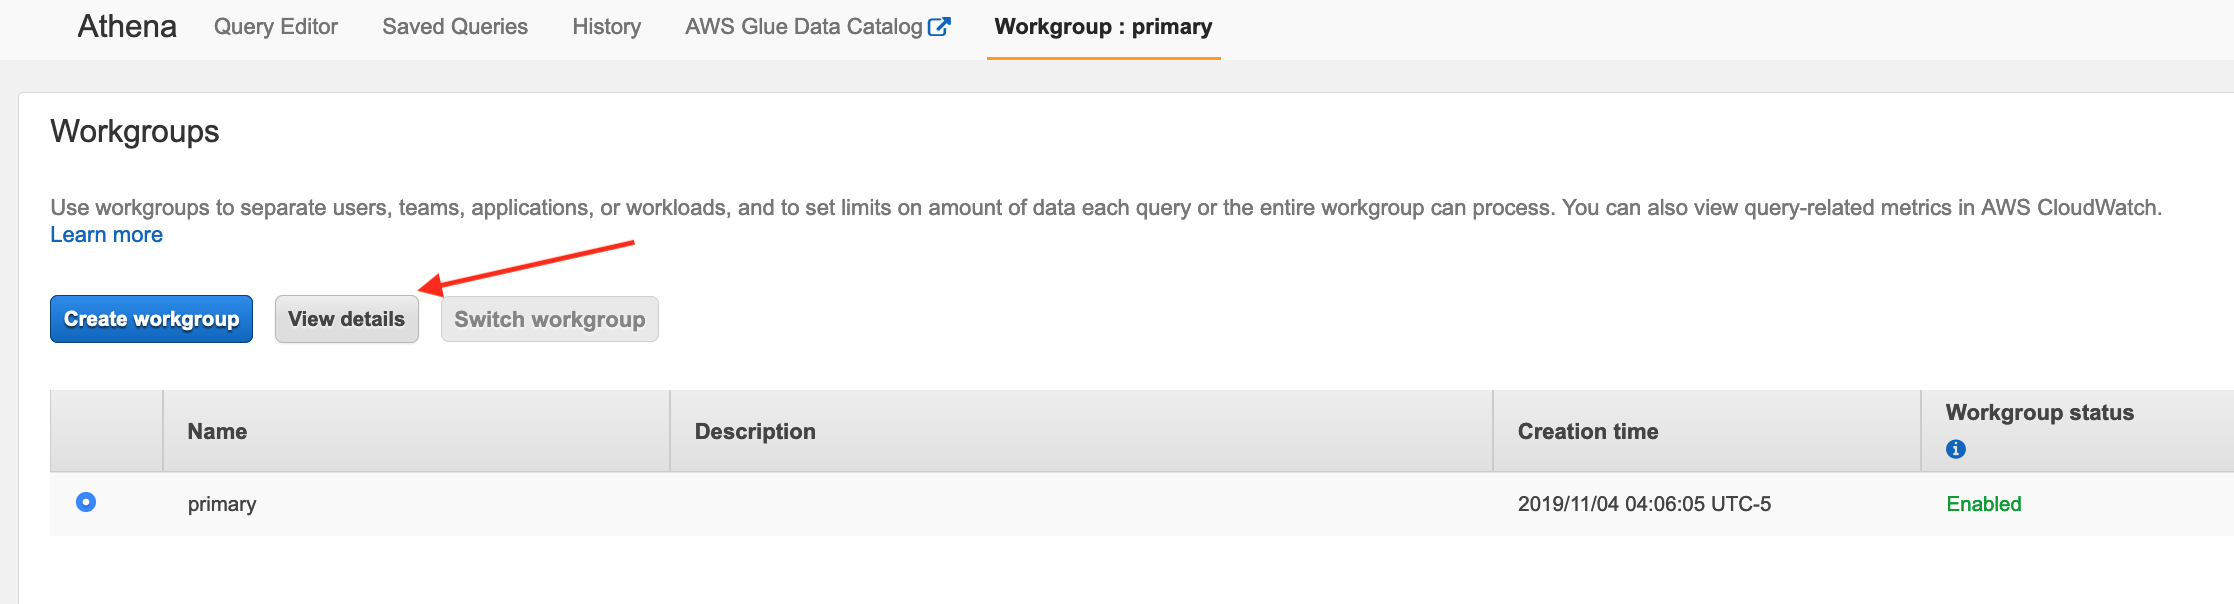 Athena Query Editor Saved Queries History AWS Glue Data Catalog Workgroup : primary
Workgroups
Use workgroups to separate users, teams, applications, or workloads, and to set limits on amount of data each query or the entire workgroup can process. You can also view query-related metrics in AWS CloudWatch.
Learn more
Create workgroup View details Switch workgroup
Name Description Creation time Workgroup status
primary 2019/11/04 04:06:05 UTC-5 Enabled